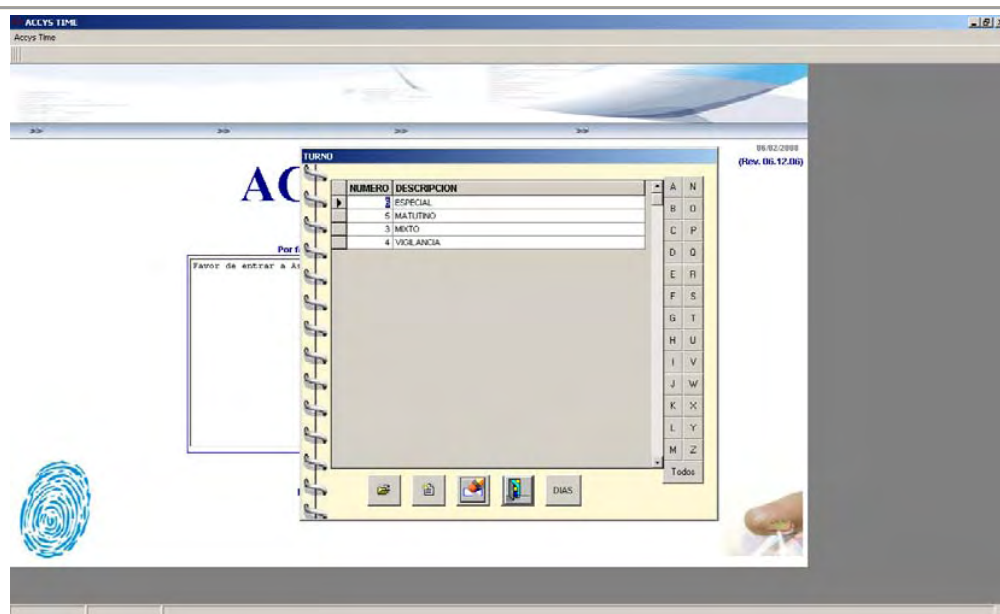 ACCYS TIME
Accys Time
>> >> >> >>
06/02/2008
(Rev. 06.12.06)
AC
Por f
Favor de entrar a A
TURNO
NUMERO DESCRIPCION
2 ESPECIAL
5 MATUTINO
3 MIXTO
4 VIGILANCIA
A N
B O
C P
D Q
E R
F S
G T
H U
I V
J W
K X
L Y
M Z
Todos
DIAS